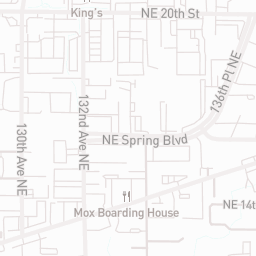 King's
NE 20th St
136th Pl NE
132nd Ave NE
130th Ave NE
NE Spring Blvd
Mox Boarding House
NE 14t